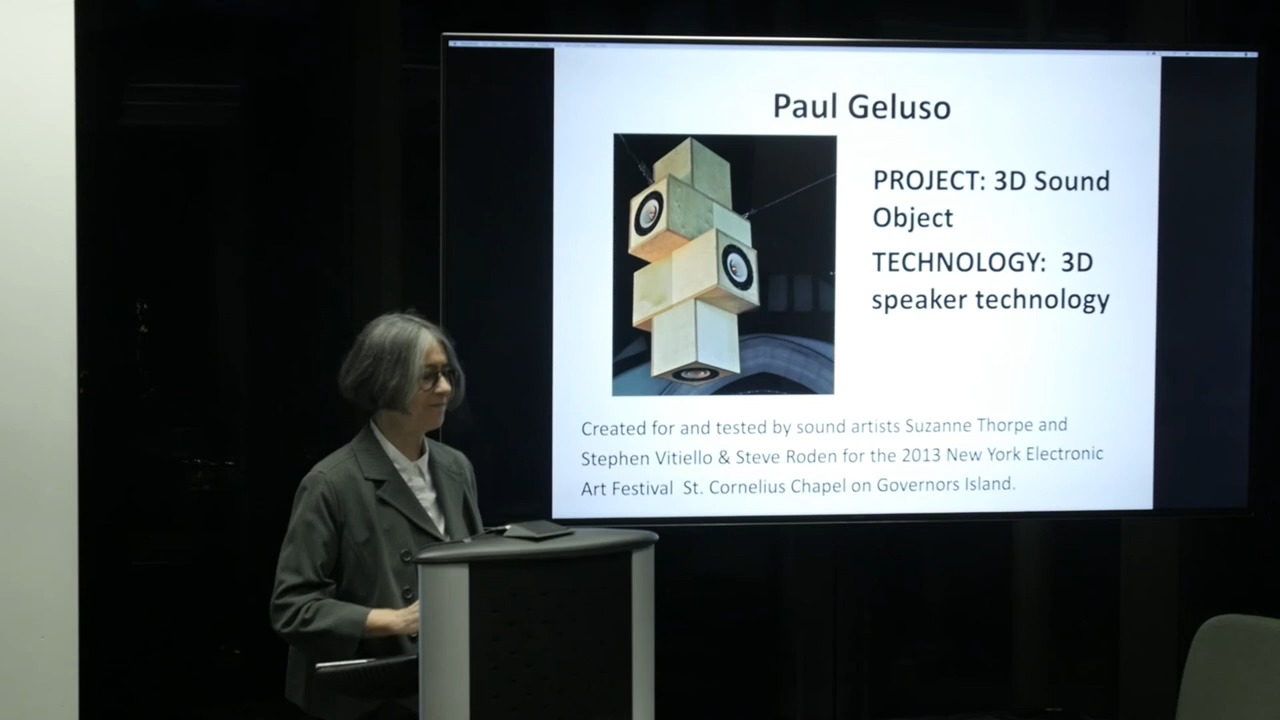 Paul Geluso
PROJECT: 3D Sound
Object
TECHNOLOGY:  3D
speaker technology
Created for and tested by sound artists Suzanne Thorpe and
Stephen Vitiello & Steve Roden for the 2013 New York Electronic
Art Festival  St. Cornelius Chapel on Governors Island.